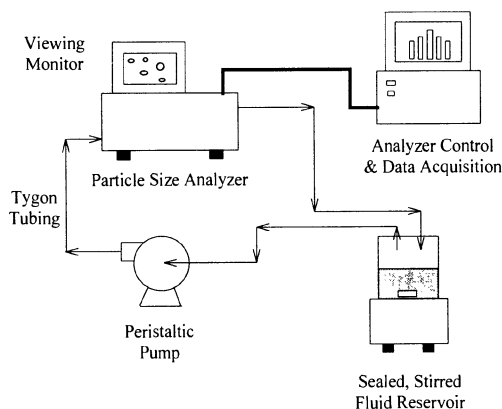 Viewing
Monitor
Analyzer Control
& Data Acquisition
Particle Size Analyzer
Tygon
Tubing
Peristaltic
Pump
Sealed, Stirred
Fluid Reservoir